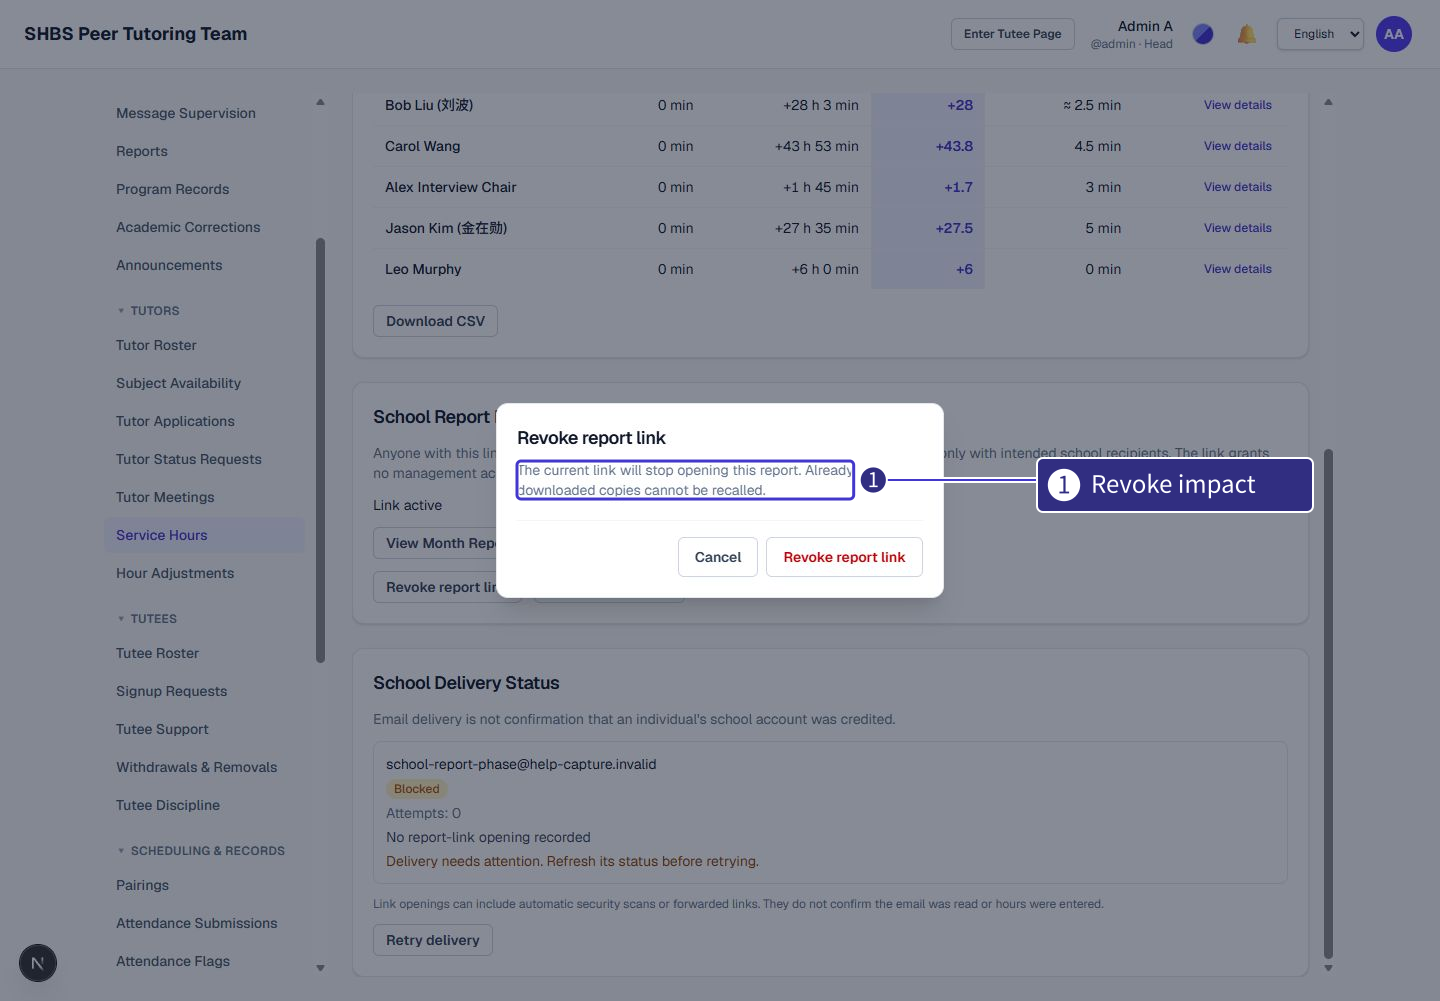 SHBS Peer Tutoring Team
Enter Tutee Page
Admin A
@admin · Head
English
AA
Message Supervision
Reports
Program Records
Academic Corrections
Announcements
TUTORS
Tutor Roster
Subject Availability
Tutor Applications
Tutor Status Requests
Tutor Meetings
Service Hours
Hour Adjustments
TUTEES
Tutee Roster
Signup Requests
Tutee Support
Withdrawals & Removals
Tutee Discipline
SCHEDULING & RECORDS
Pairings
Attendance Submissions
Attendance Flags
N
Bob Liu (刘波) 0 min +28 h 3 min +28 ≈ 2.5 min View details
Carol Wang 0 min +43 h 53 min +43.8 4.5 min View details
Alex Interview Chair 0 min +1 h 45 min +1.7 3 min View details
Jason Kim (金在勋) 0 min +27 h 35 min +27.5 5 min View details
Leo Murphy 0 min +6 h 0 min +6 0 min View details
Download CSV
School Report
Anyone with this lin only with intended school recipients. The link grants
no management ac
Link active
View Month Rep
Revoke report lin
Revoke report link
The current link will stop opening this report. Already
downloaded copies cannot be recalled.
Cancel
Revoke report link
1
1 Revoke impact
School Delivery Status
Email delivery is not confirmation that an individual's school account was credited.
school-report-phase@help-capture.invalid
Blocked
Attempts: 0
No report-link opening recorded
Delivery needs attention. Refresh its status before retrying.
Link openings can include automatic security scans or forwarded links. They do not confirm the email was read or hours were entered.
Retry delivery